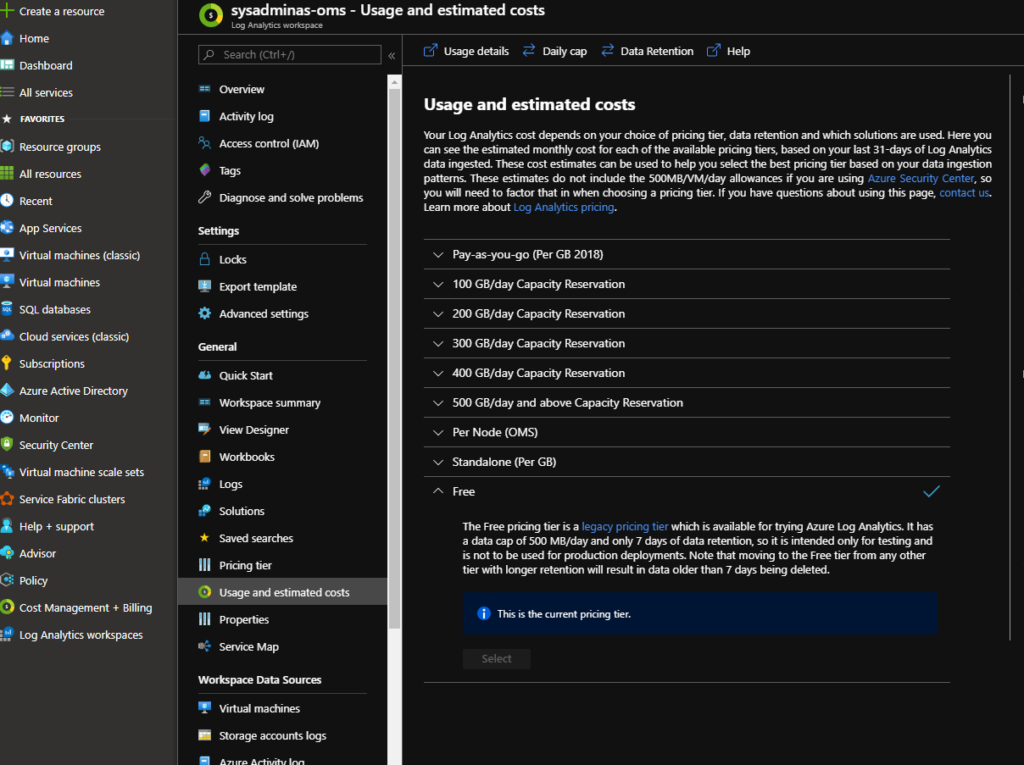 Create a resource
Home
Dashboard
All services
FAVORITES
Resource groups
All resources
Recent
App Services
Virtual machines (classic)
Virtual machines
SQL databases
Cloud services (classic)
Subscriptions
Azure Active Directory
Monitor
Security Center
Virtual machine scale sets
Service Fabric clusters
Help + support
Advisor
Policy
Cost Management + Billing
Log Analytics workspaces
sysadminas-oms - Usage and estimated costs
Log Analytics workspace
Search (Ctrl+/)
«
Overview
Activity log
Access control (IAM)
Tags
Diagnose and solve problems
Settings
Locks
Export template
Advanced settings
General
Quick Start
Workspace summary
View Designer
Workbooks
Logs
Solutions
Saved searches
Pricing tier
Usage and estimated costs
Properties
Service Map
Workspace Data Sources
Virtual machines
Storage accounts logs
Azure Activity log
Usage details Daily cap Data Retention Help
Usage and estimated costs
Your Log Analytics cost depends on your choice of pricing tier, data retention and which solutions are used. Here you
can see the estimated monthly cost for each of the available pricing tiers, based on your last 31-days of Log Analytics
data ingested. These cost estimates can be used to help you select the best pricing tier based on your data ingestion
patterns. These estimates do not include the 500MB/VM/day allowances if you are using Azure Security Center, so
you will need to factor that in when choosing a pricing tier. If you have questions about using this page, contact us.
Learn more about Log Analytics pricing.
Pay-as-you-go (Per GB 2018)
100 GB/day Capacity Reservation
200 GB/day Capacity Reservation
300 GB/day Capacity Reservation
400 GB/day Capacity Reservation
500 GB/day and above Capacity Reservation
Per Node (OMS)
Standalone (Per GB)
Free
The Free pricing tier is a legacy pricing tier which is available for trying Azure Log Analytics. It has
a data cap of 500 MB/day and only 7 days of data retention, so it is intended only for testing and
is not to be used for production deployments. Note that moving to the Free tier from any other
tier with longer retention will result in data older than 7 days being deleted.
This is the current pricing tier.
Select